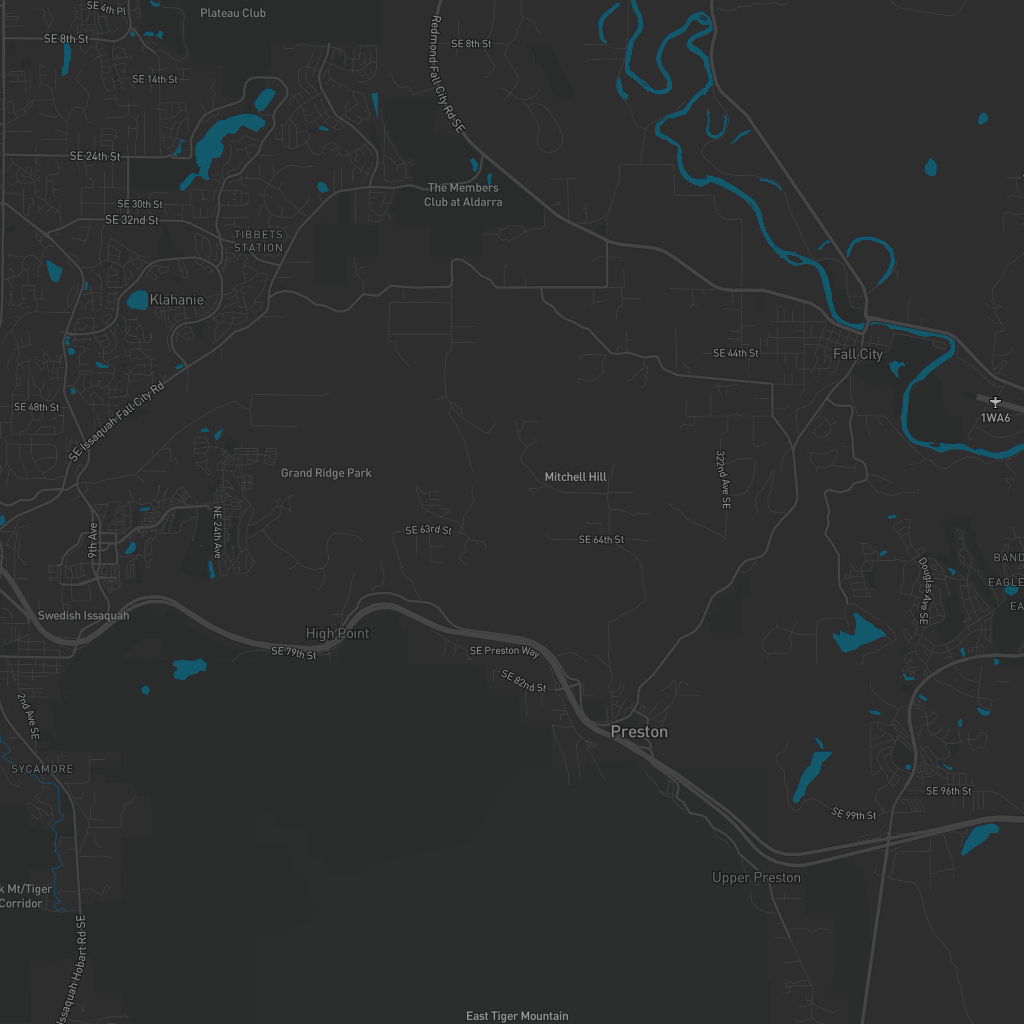 SE 4th Pl
Plateau Club
SE 8th St
SE 8th St
Redmond Fall City Rd SE
SE 14th St
SE 24th St
The Members
Club at Aldarra
SE 30th St
SE 32nd St
TIBBETS
STATION
Klahanie
SE 44th St
Fall City
SE 48th St
SE Issaquah Fall City Rd
1WA6
Grand Ridge Park
Mitchell Hill
322nd Ave SE
NE 24th Ave
9th Ave
SE 63rd St
SE 64th St
BAND
Douglas Ave SE
EAGLE
EA
Swedish Issaquah
High Point
SE 79th St
SE Preston Way
SE 82nd St
2nd Ave SE
Preston
SYCAMORE
SE 96th St
SE 99th St
Upper Preston
k Mt/Tiger
Corridor
Issaquah Hobart Rd SE
East Tiger Mountain